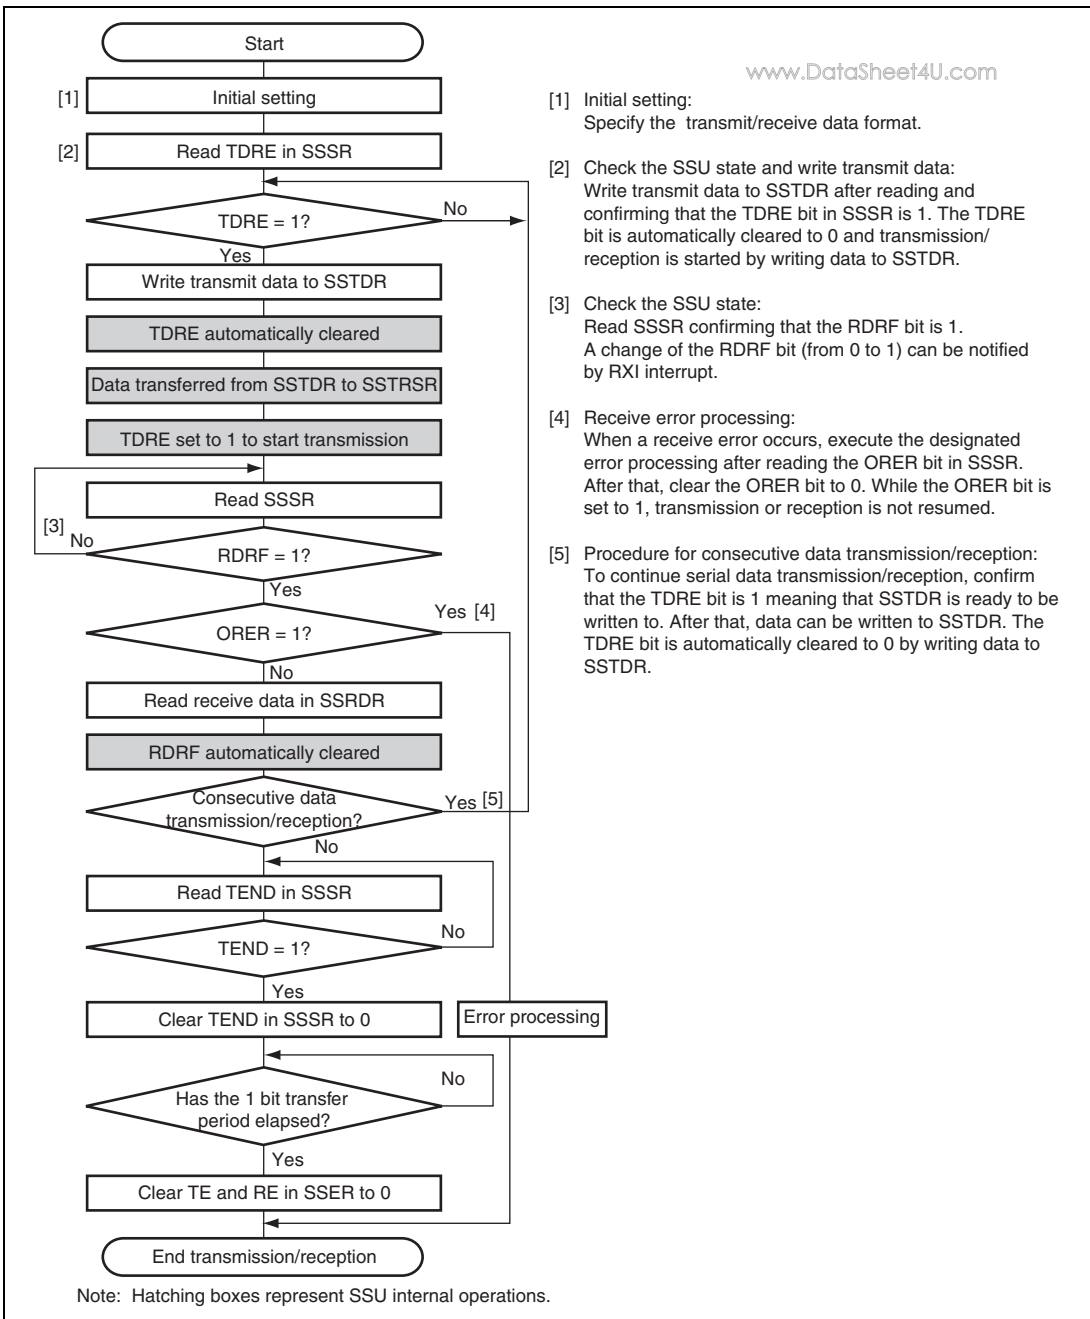 Start
www.DataSheet4U.com
[1] Initial setting
[2] Read TDRE in SSSR
TDRE = 1?
No
Yes
Write transmit data to SSTDR
TDRE automatically cleared
Data transferred from SSTDR to SSTRSR
TDRE set to 1 to start transmission
Read SSSR
[3]
No
RDRF = 1?
Yes
Yes [4]
ORER = 1?
No
Read receive data in SSRDR
RDRF automatically cleared
Consecutive data
transmission/reception?
Yes [5]
No
Read TEND in SSSR
No
TEND = 1?
Yes
Clear TEND in SSSR to 0
Error processing
No
Has the 1 bit transfer
period elapsed?
Yes
Clear TE and RE in SSER to 0
End transmission/reception
[1] Initial setting:
Specify the transmit/receive data format.
[2] Check the SSU state and write transmit data:
Write transmit data to SSTDR after reading and
confirming that the TDRE bit in SSSR is 1. The TDRE
bit is automatically cleared to 0 and transmission/
reception is started by writing data to SSTDR.
[3] Check the SSU state:
Read SSSR confirming that the RDRF bit is 1.
A change of the RDRF bit (from 0 to 1) can be notified
by RXI interrupt.
[4] Receive error processing:
When a receive error occurs, execute the designated
error processing after reading the ORER bit in SSSR.
After that, clear the ORER bit to 0. While the ORER bit is
set to 1, transmission or reception is not resumed.
[5] Procedure for consecutive data transmission/reception:
To continue serial data transmission/reception, confirm
that the TDRE bit is 1 meaning that SSTDR is ready to be
written to. After that, data can be written to SSTDR. The
TDRE bit is automatically cleared to 0 by writing data to
SSTDR.
Note: Hatching boxes represent SSU internal operations.